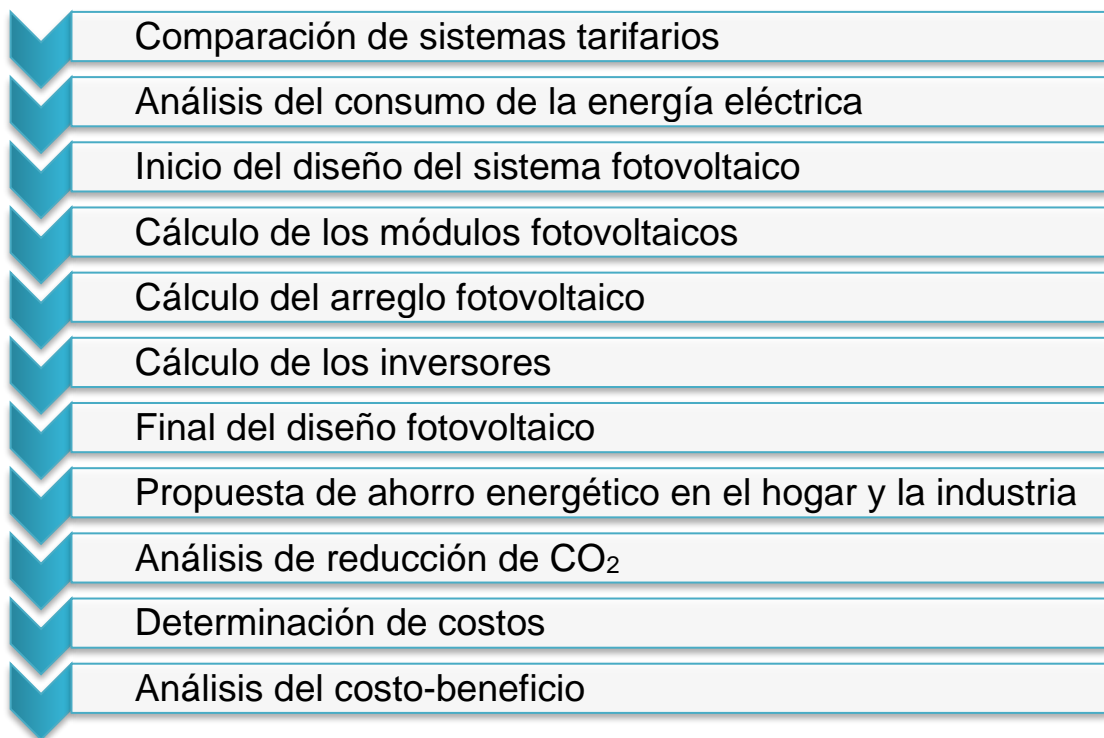 Comparación de sistemas tarifarios
Análisis del consumo de la energía eléctrica
Inicio del diseño del sistema fotovoltaico
Cálculo de los módulos fotovoltaicos
Cálculo del arreglo fotovoltaico
Cálculo de los inversores
Final del diseño fotovoltaico
Propuesta de ahorro energético en el hogar y la industria
Análisis de reducción de CO₂
Determinación de costos
Análisis del costo-beneficio